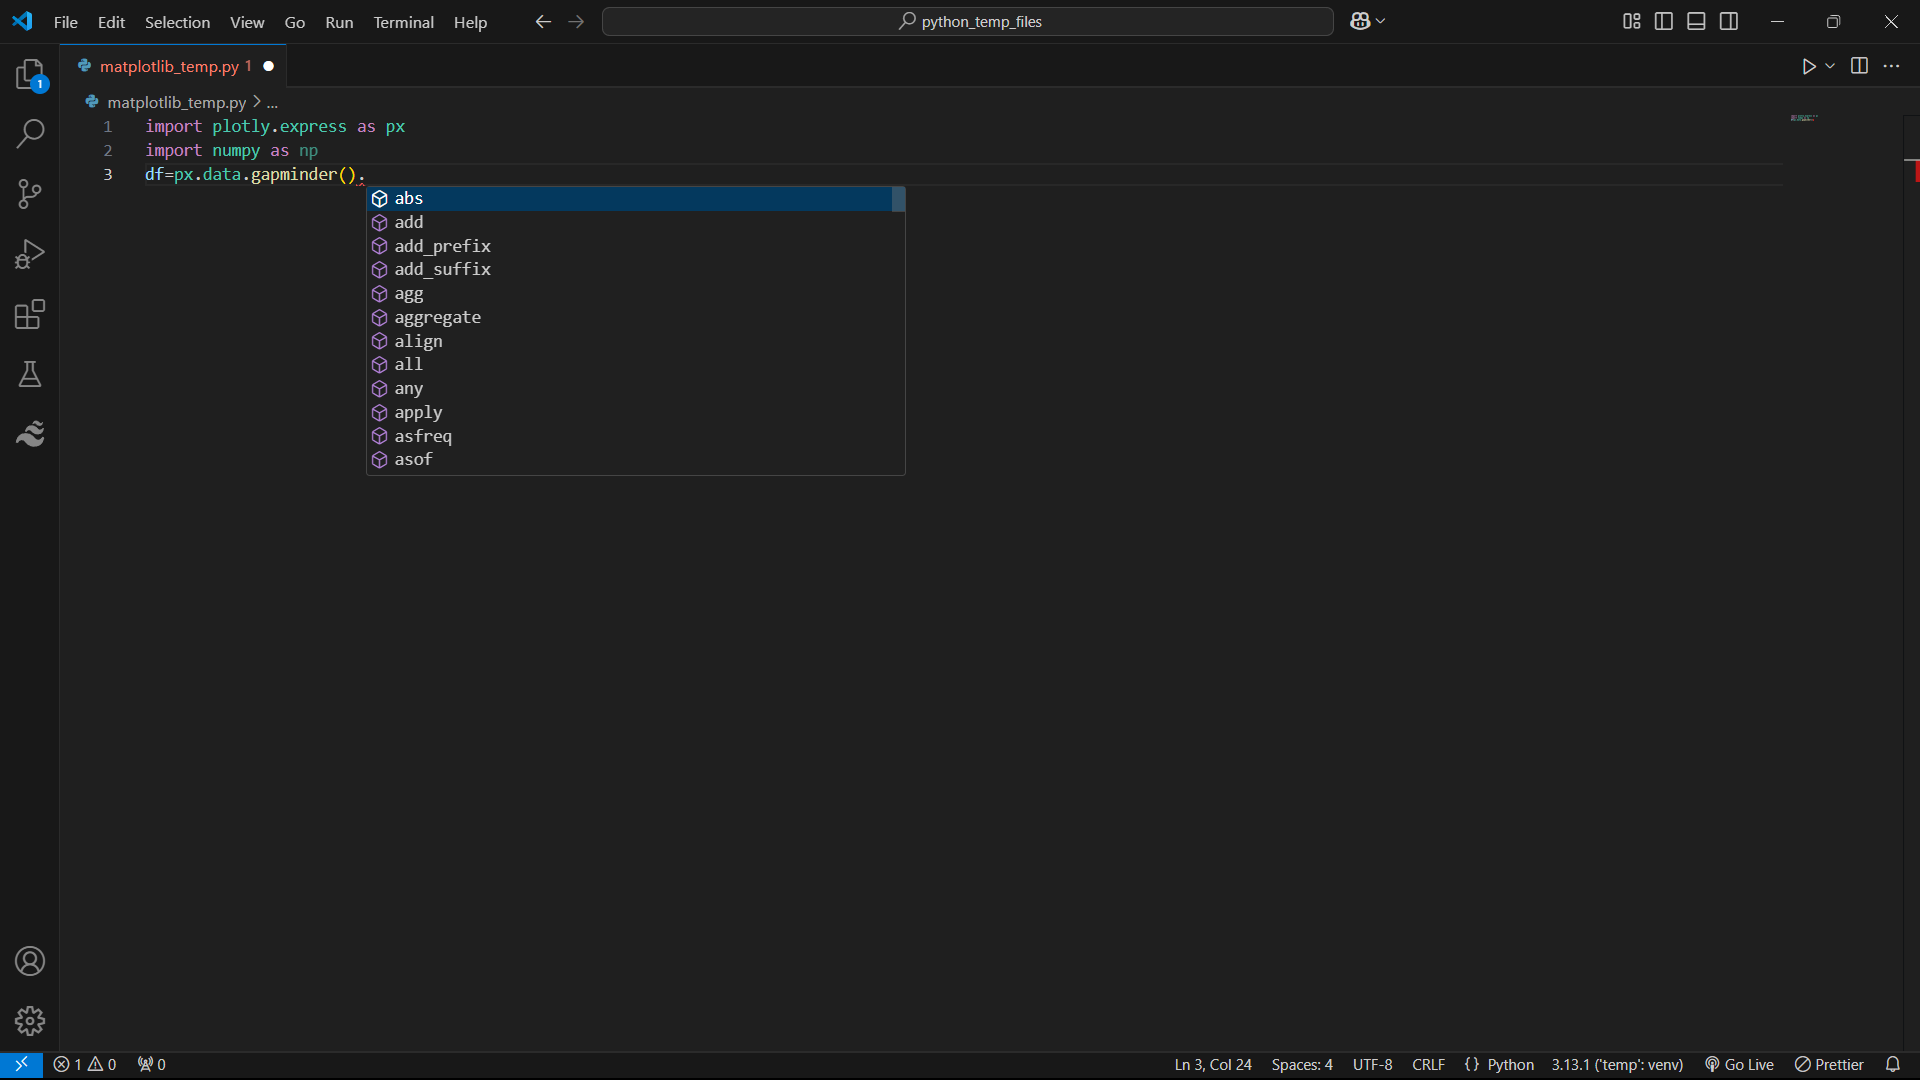 File Edit Selection View Go Run Terminal Help python_temp_files
matplotlib_temp.py 1
matplotlib_temp.py > ...
1 import plotly.express as px
2 import numpy as np
3 df=px.data.gapminder().
abs
add
add_prefix
add_suffix
agg
aggregate
align
all
any
apply
asfreq
asof
1
1 0 0 Ln 3, Col 24 Spaces: 4 UTF-8 CRLF {} Python 3.13.1 ('temp': venv) Go Live Prettier